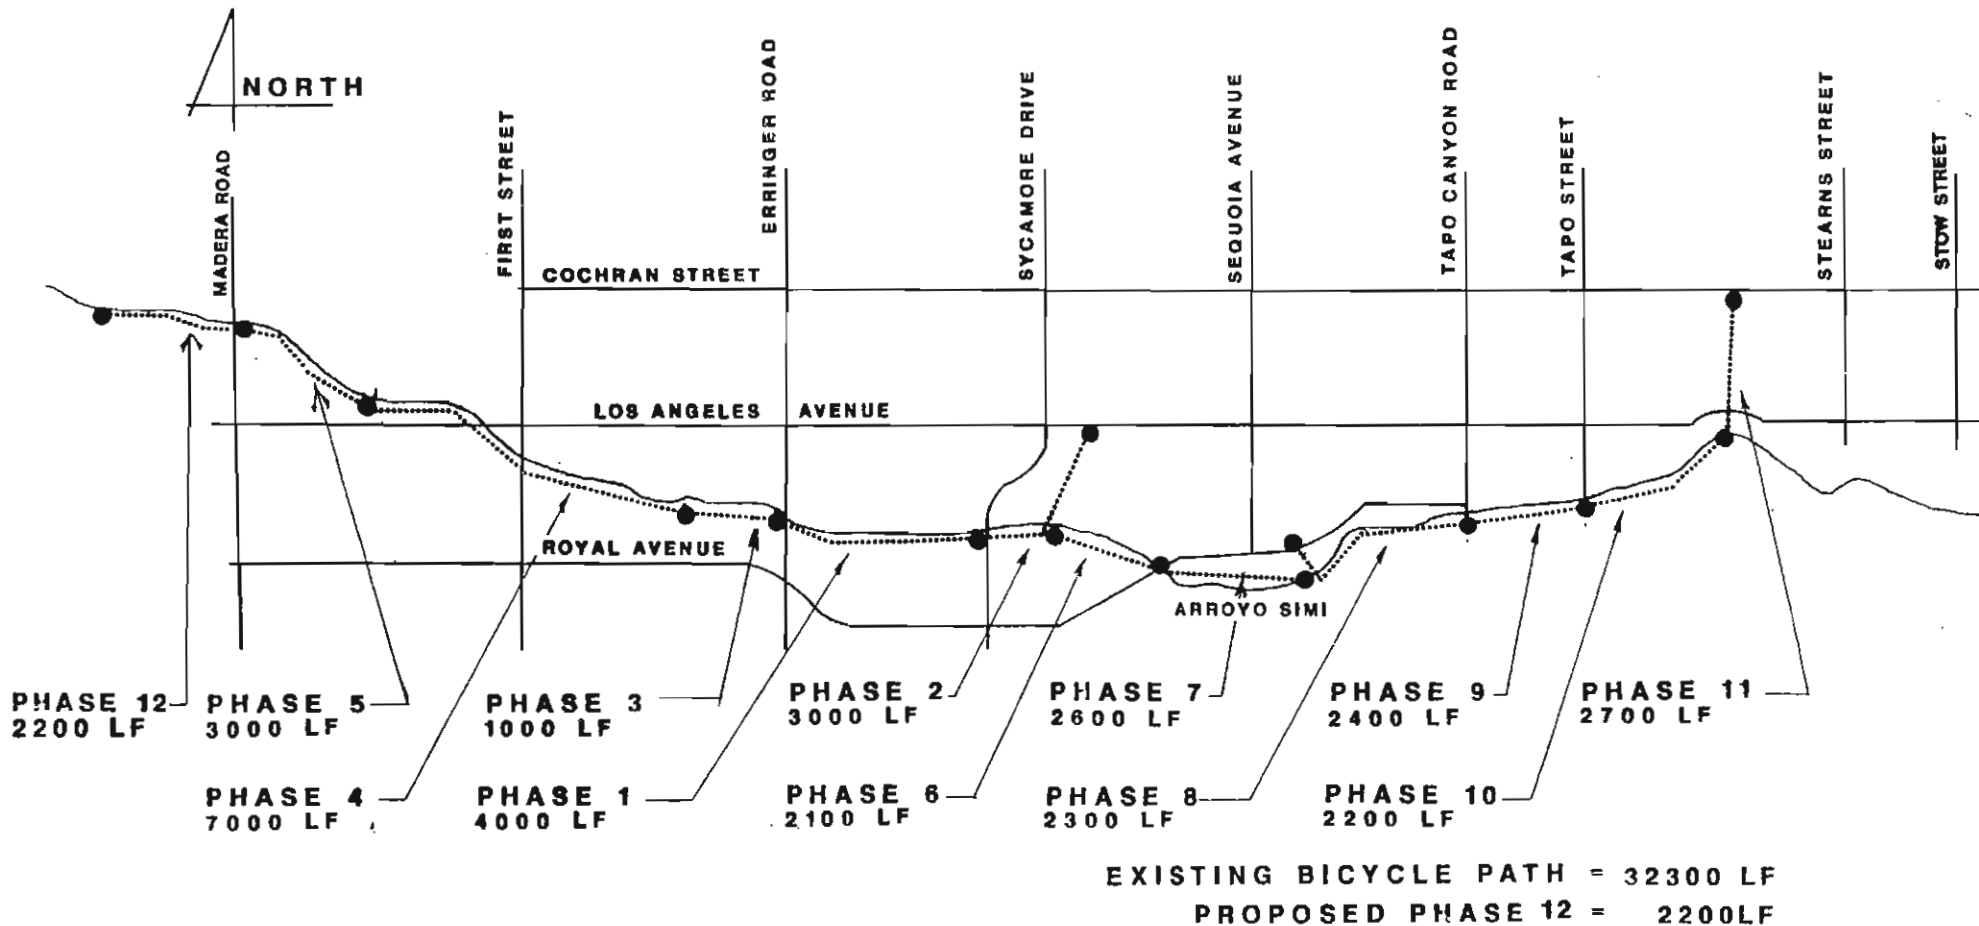 NORTH
MADERA ROAD
FIRST STREET
ERRINGER ROAD
SYCAMORE DRIVE
SEQUOIA AVENUE
TAPO CANYON ROAD
TAPO STREET
STEARNS STREET
STOW STREET
COCHRAN STREET
LOS ANGELES AVENUE
ROYAL AVENUE
ARROYO SIMI
PHASE 12
2200 LF
PHASE 5
3000 LF
PHASE 3
1000 LF
PHASE 2
3000 LF
PHASE 7
2600 LF
PHASE 9
2400 LF
PHASE 11
2700 LF
PHASE 4
7000 LF
PHASE 1
4000 LF
PHASE 6
2100 LF
PHASE 8
2300 LF
PHASE 10
2200 LF
EXISTING BICYCLE PATH = 32300 LF
PROPOSED PHASE 12 = 2200LF